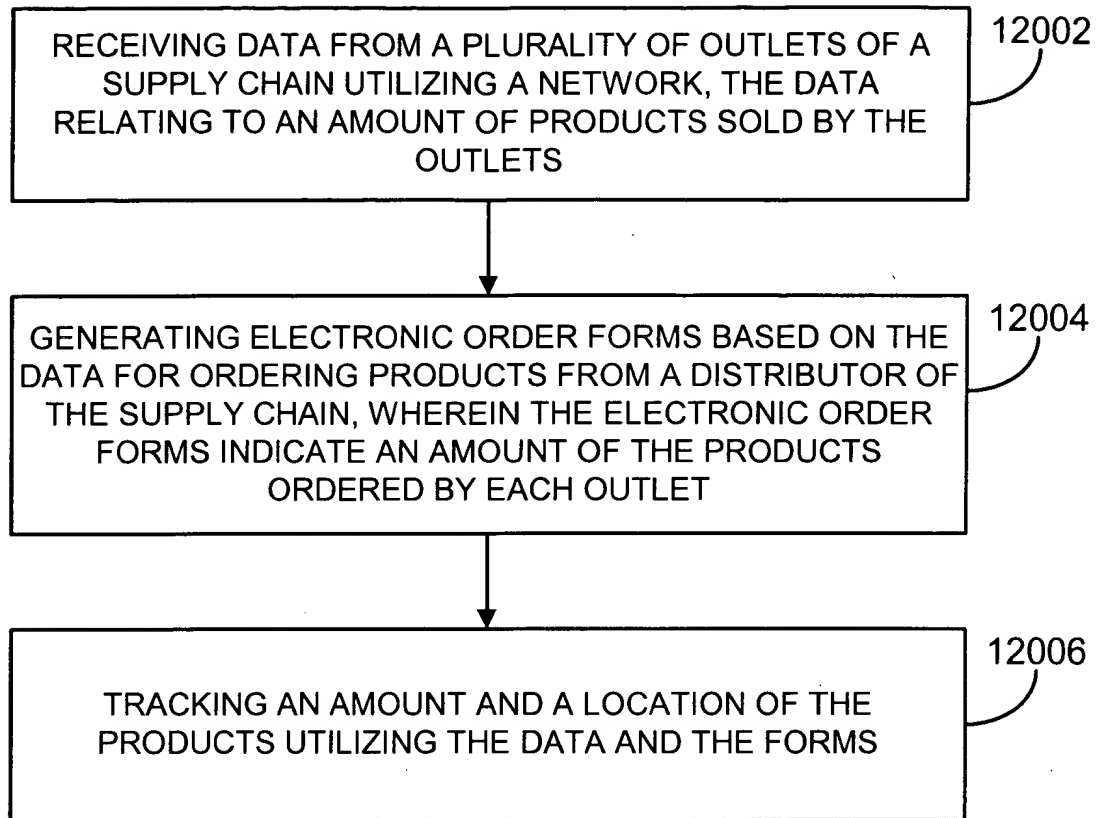 RECEIVING DATA FROM A PLURALITY OF OUTLETS OF A
SUPPLY CHAIN UTILIZING A NETWORK, THE DATA
RELATING TO AN AMOUNT OF PRODUCTS SOLD BY THE
OUTLETS
12002
GENERATING ELECTRONIC ORDER FORMS BASED ON THE
DATA FOR ORDERING PRODUCTS FROM A DISTRIBUTOR OF
THE SUPPLY CHAIN, WHEREIN THE ELECTRONIC ORDER
FORMS INDICATE AN AMOUNT OF THE PRODUCTS
ORDERED BY EACH OUTLET
12004
TRACKING AN AMOUNT AND A LOCATION OF THE
PRODUCTS UTILIZING THE DATA AND THE FORMS
12006